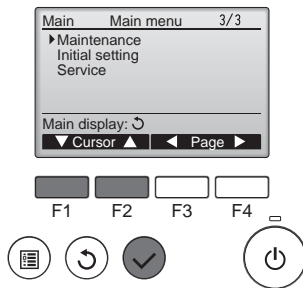 Main Main menu 3/3
Maintenance
Initial setting
Service
Main display:
Cursor Page
F1 F2 F3 F4